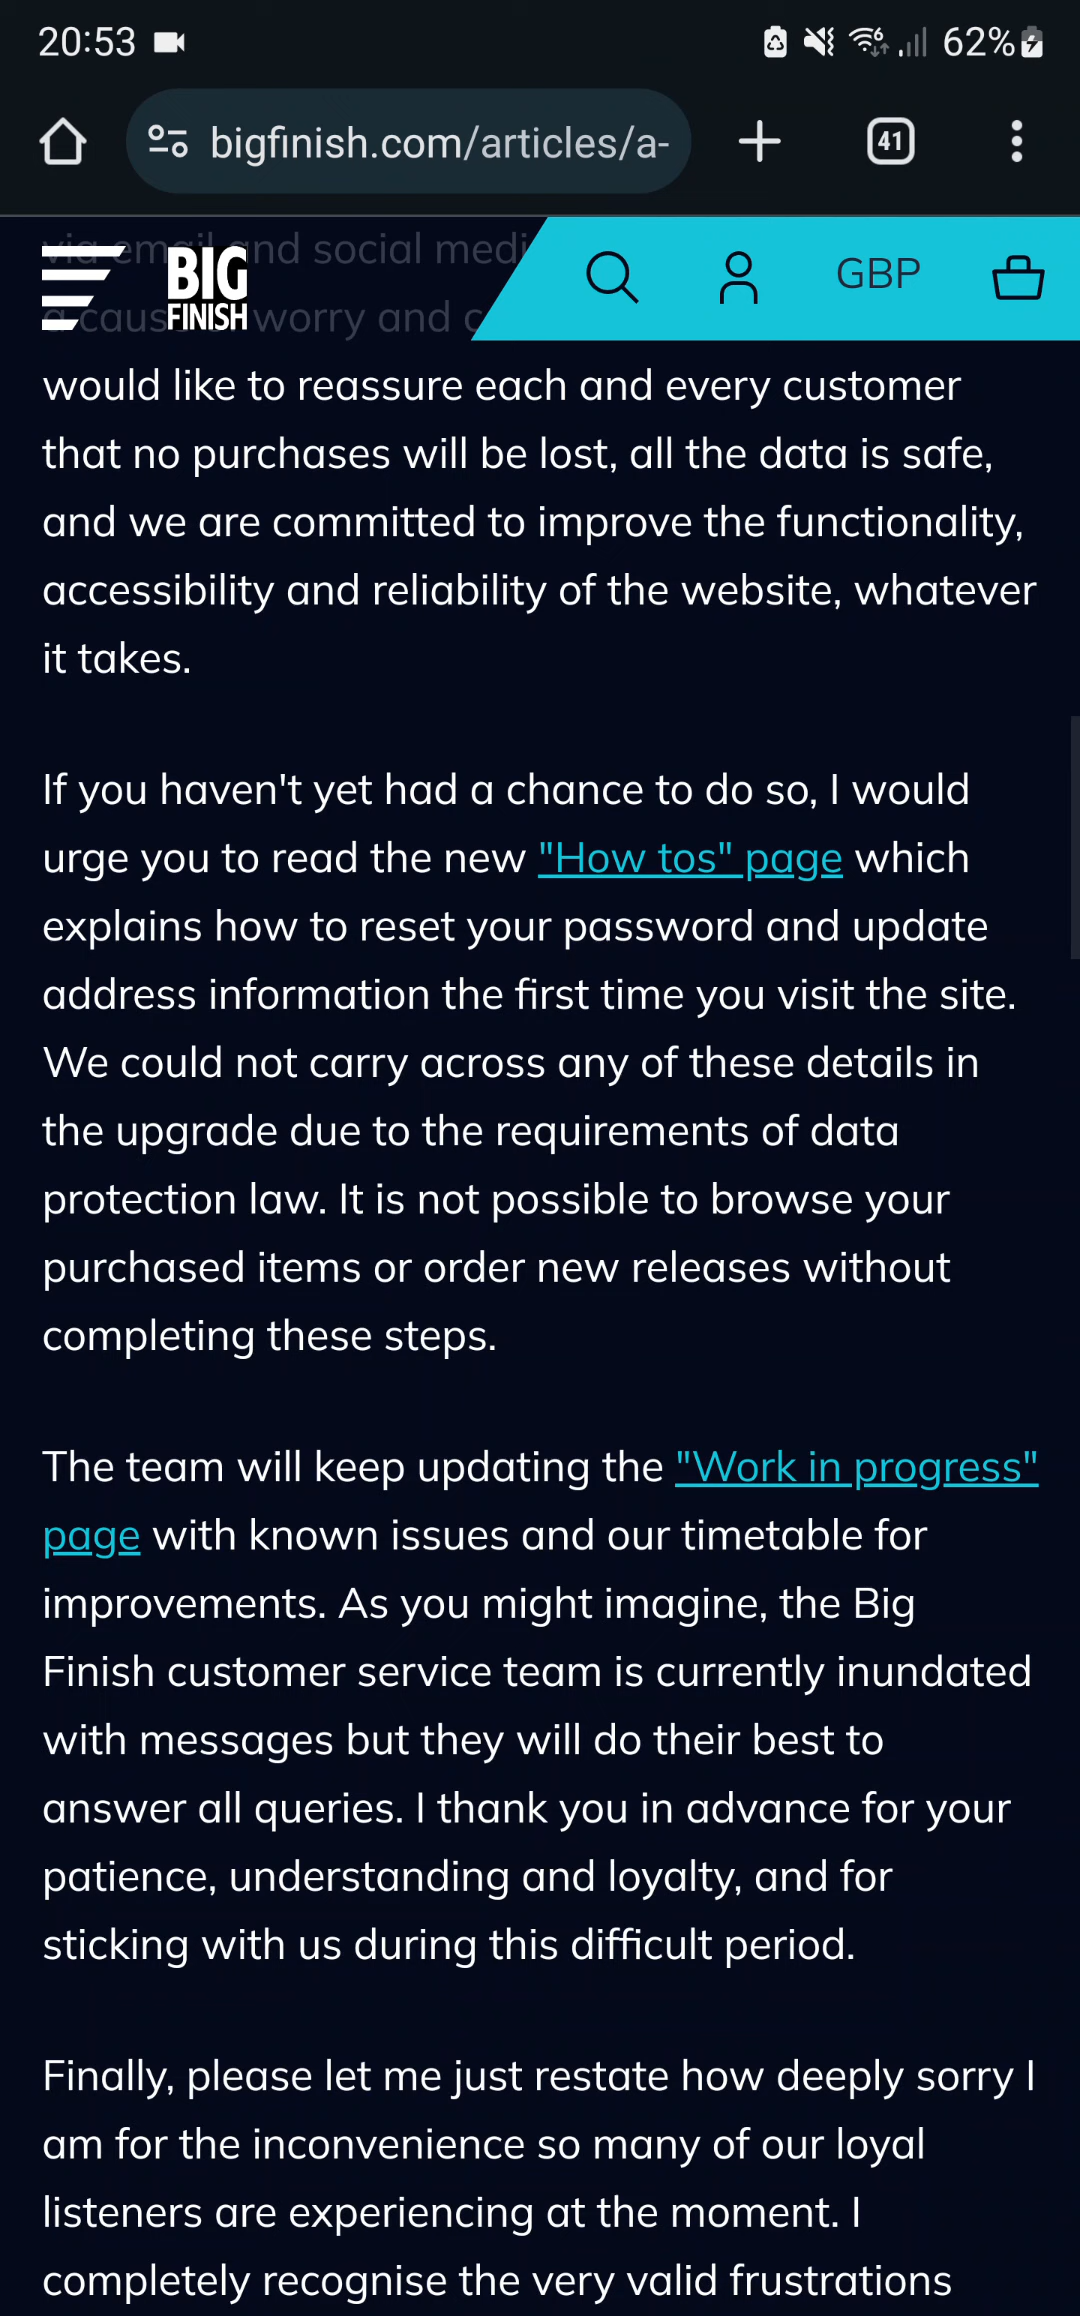 20:53
62%
bigfinish.com/articles/a-
41
via email and social medi
BIG
FINISH
GBP
a cause worry and c
would like to reassure each and every customer
that no purchases will be lost, all the data is safe,
and we are committed to improve the functionality,
accessibility and reliability of the website, whatever
it takes.
If you haven't yet had a chance to do so, I would
urge you to read the new "How tos" page which
explains how to reset your password and update
address information the first time you visit the site.
We could not carry across any of these details in
the upgrade due to the requirements of data
protection law. It is not possible to browse your
purchased items or order new releases without
completing these steps.
The team will keep updating the "Work in progress"
page with known issues and our timetable for
improvements. As you might imagine, the Big
Finish customer service team is currently inundated
with messages but they will do their best to
answer all queries. I thank you in advance for your
patience, understanding and loyalty, and for
sticking with us during this difficult period.
Finally, please let me just restate how deeply sorry I
am for the inconvenience so many of our loyal
listeners are experiencing at the moment. I
completely recognise the very valid frustrations